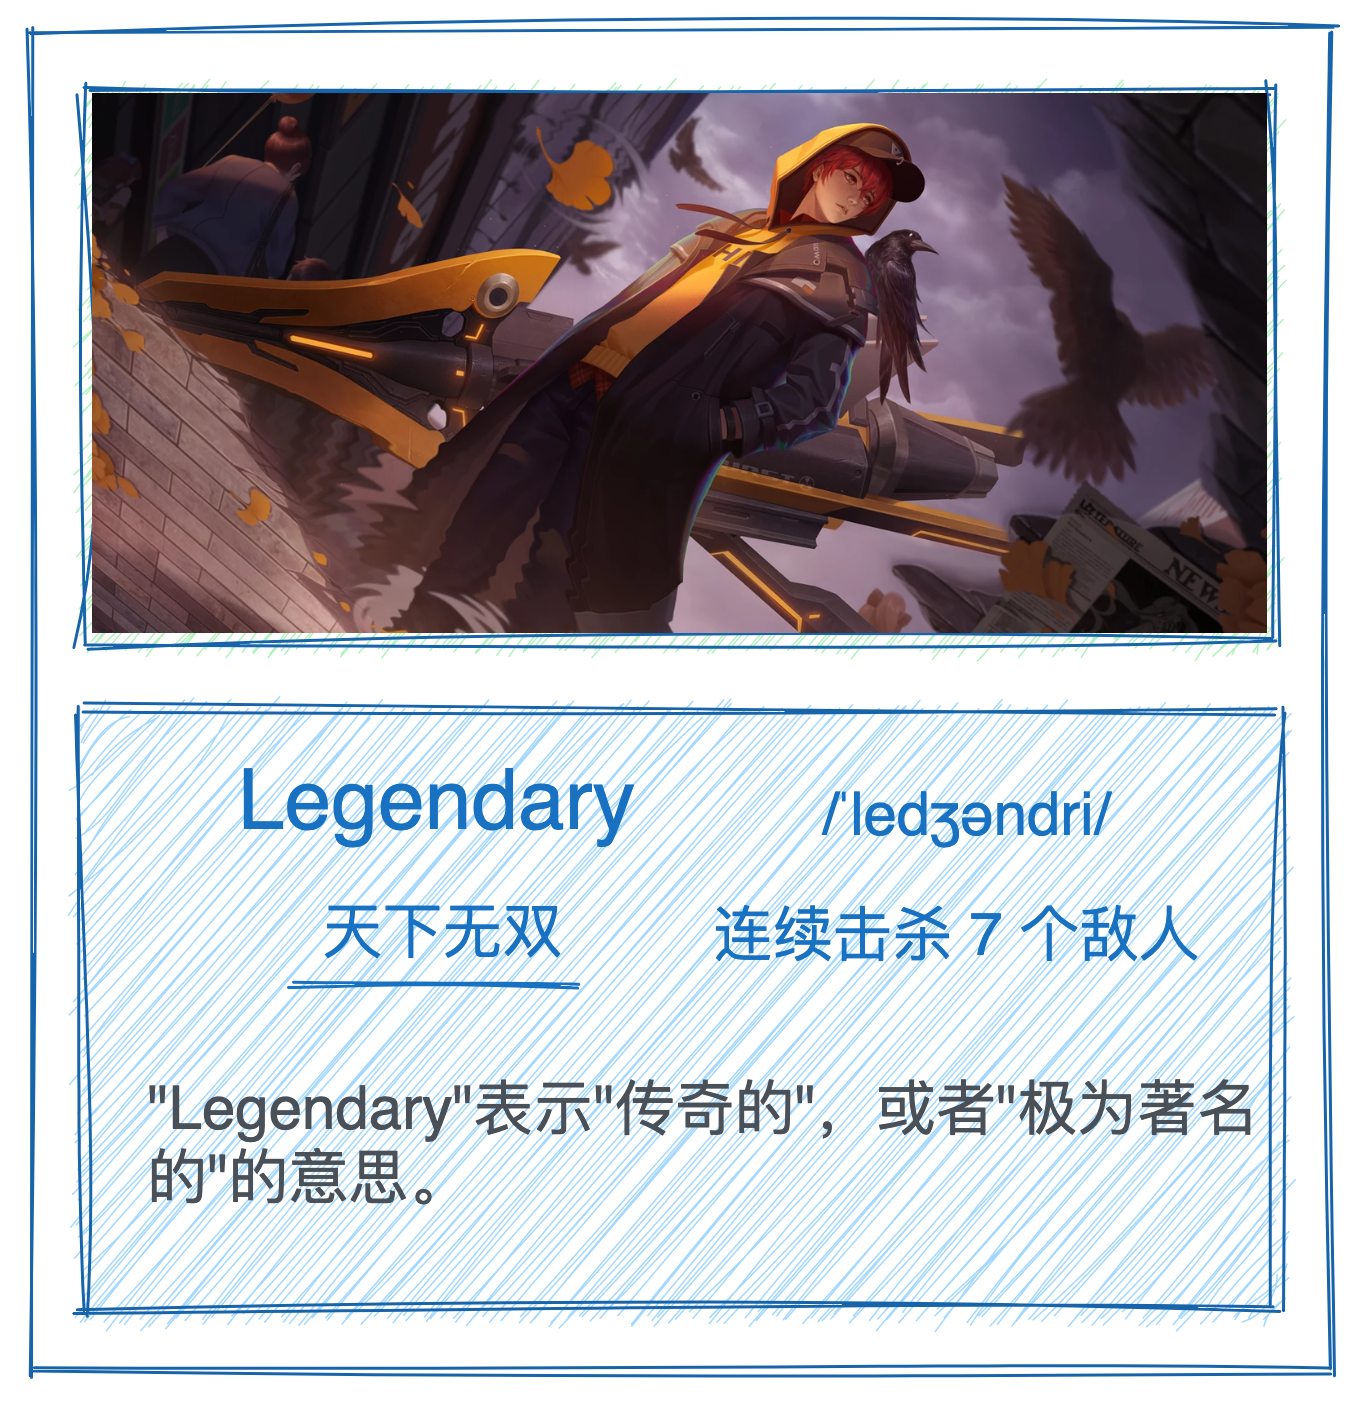 NEW
Legendary /ˈledʒəndri/
天下无双 连续击杀 7 个敌人
"Legendary"表示"传奇的"，或者"极为著名
的"的意思。